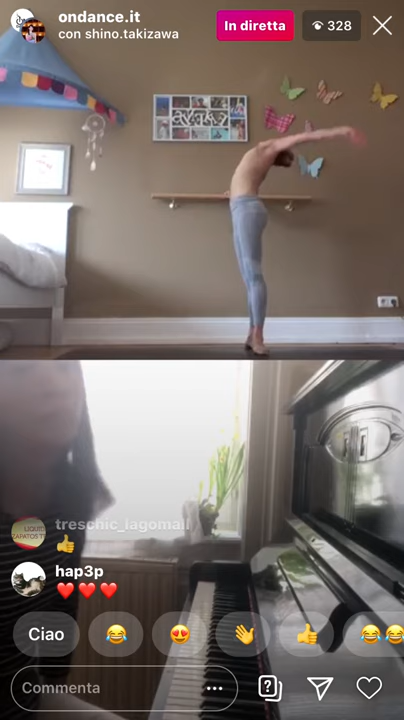 ondance.it
con shino.takizawa
In diretta
328
treschic_lagomall
hap3p
Ciao
Commenta